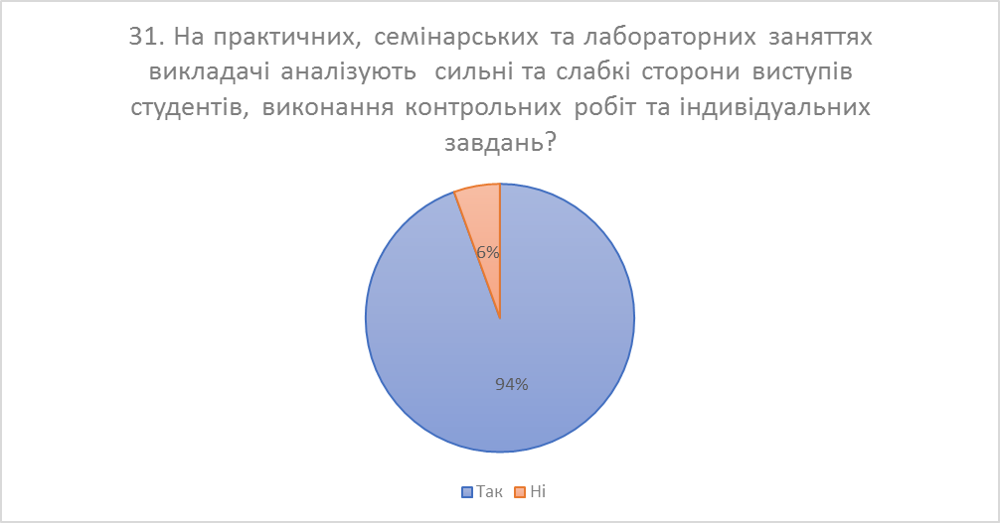 31. На практичних, семінарських та лабораторних заняттях
викладачі аналізують сильні та слабкі сторони виступів
студентів, виконання контрольних робіт та індивідуальних
завдань?
6%
94%
Так Ні